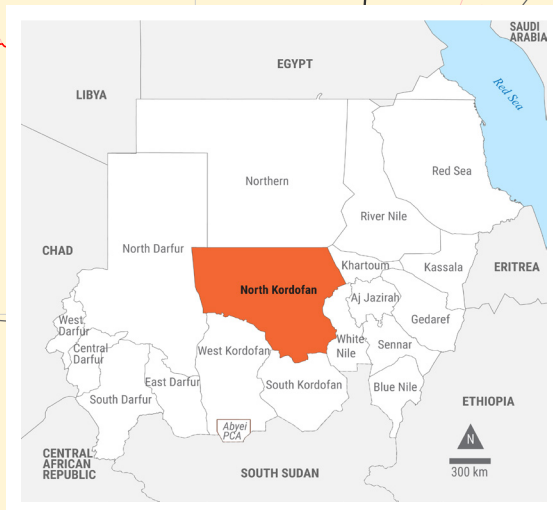 SAUDI
ARABIA
EGYPT
LIBYA
Red Sea
Red Sea
Northern
River Nile
CHAD
North Darfur
Khartoum
Kassala
ERITREA
North Kordofan
Aj Jazirah
Gedaref
West
Darfur
Central
Darfur
West Kordofan
White
Nile
Sennar
East Darfur
South Kordofan
Blue Nile
South Darfur
ETHIOPIA
Abyei
PCA
N
CENTRAL
AFRICAN
REPUBLIC
SOUTH SUDAN
300 km